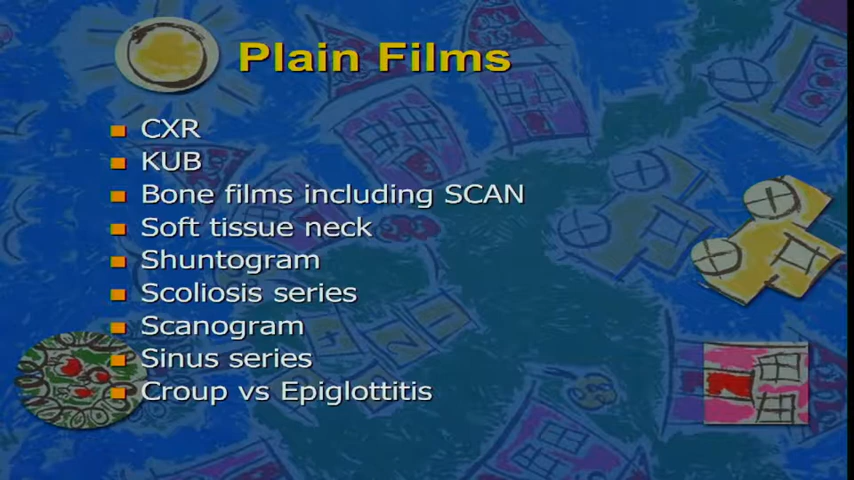 Plain Films
CXR
KUB
Bone films including SCAN
Soft tissue neck
Shuntogram
Scoliosis series
Scanogram
Sinus series
Croup vs Epiglottitis